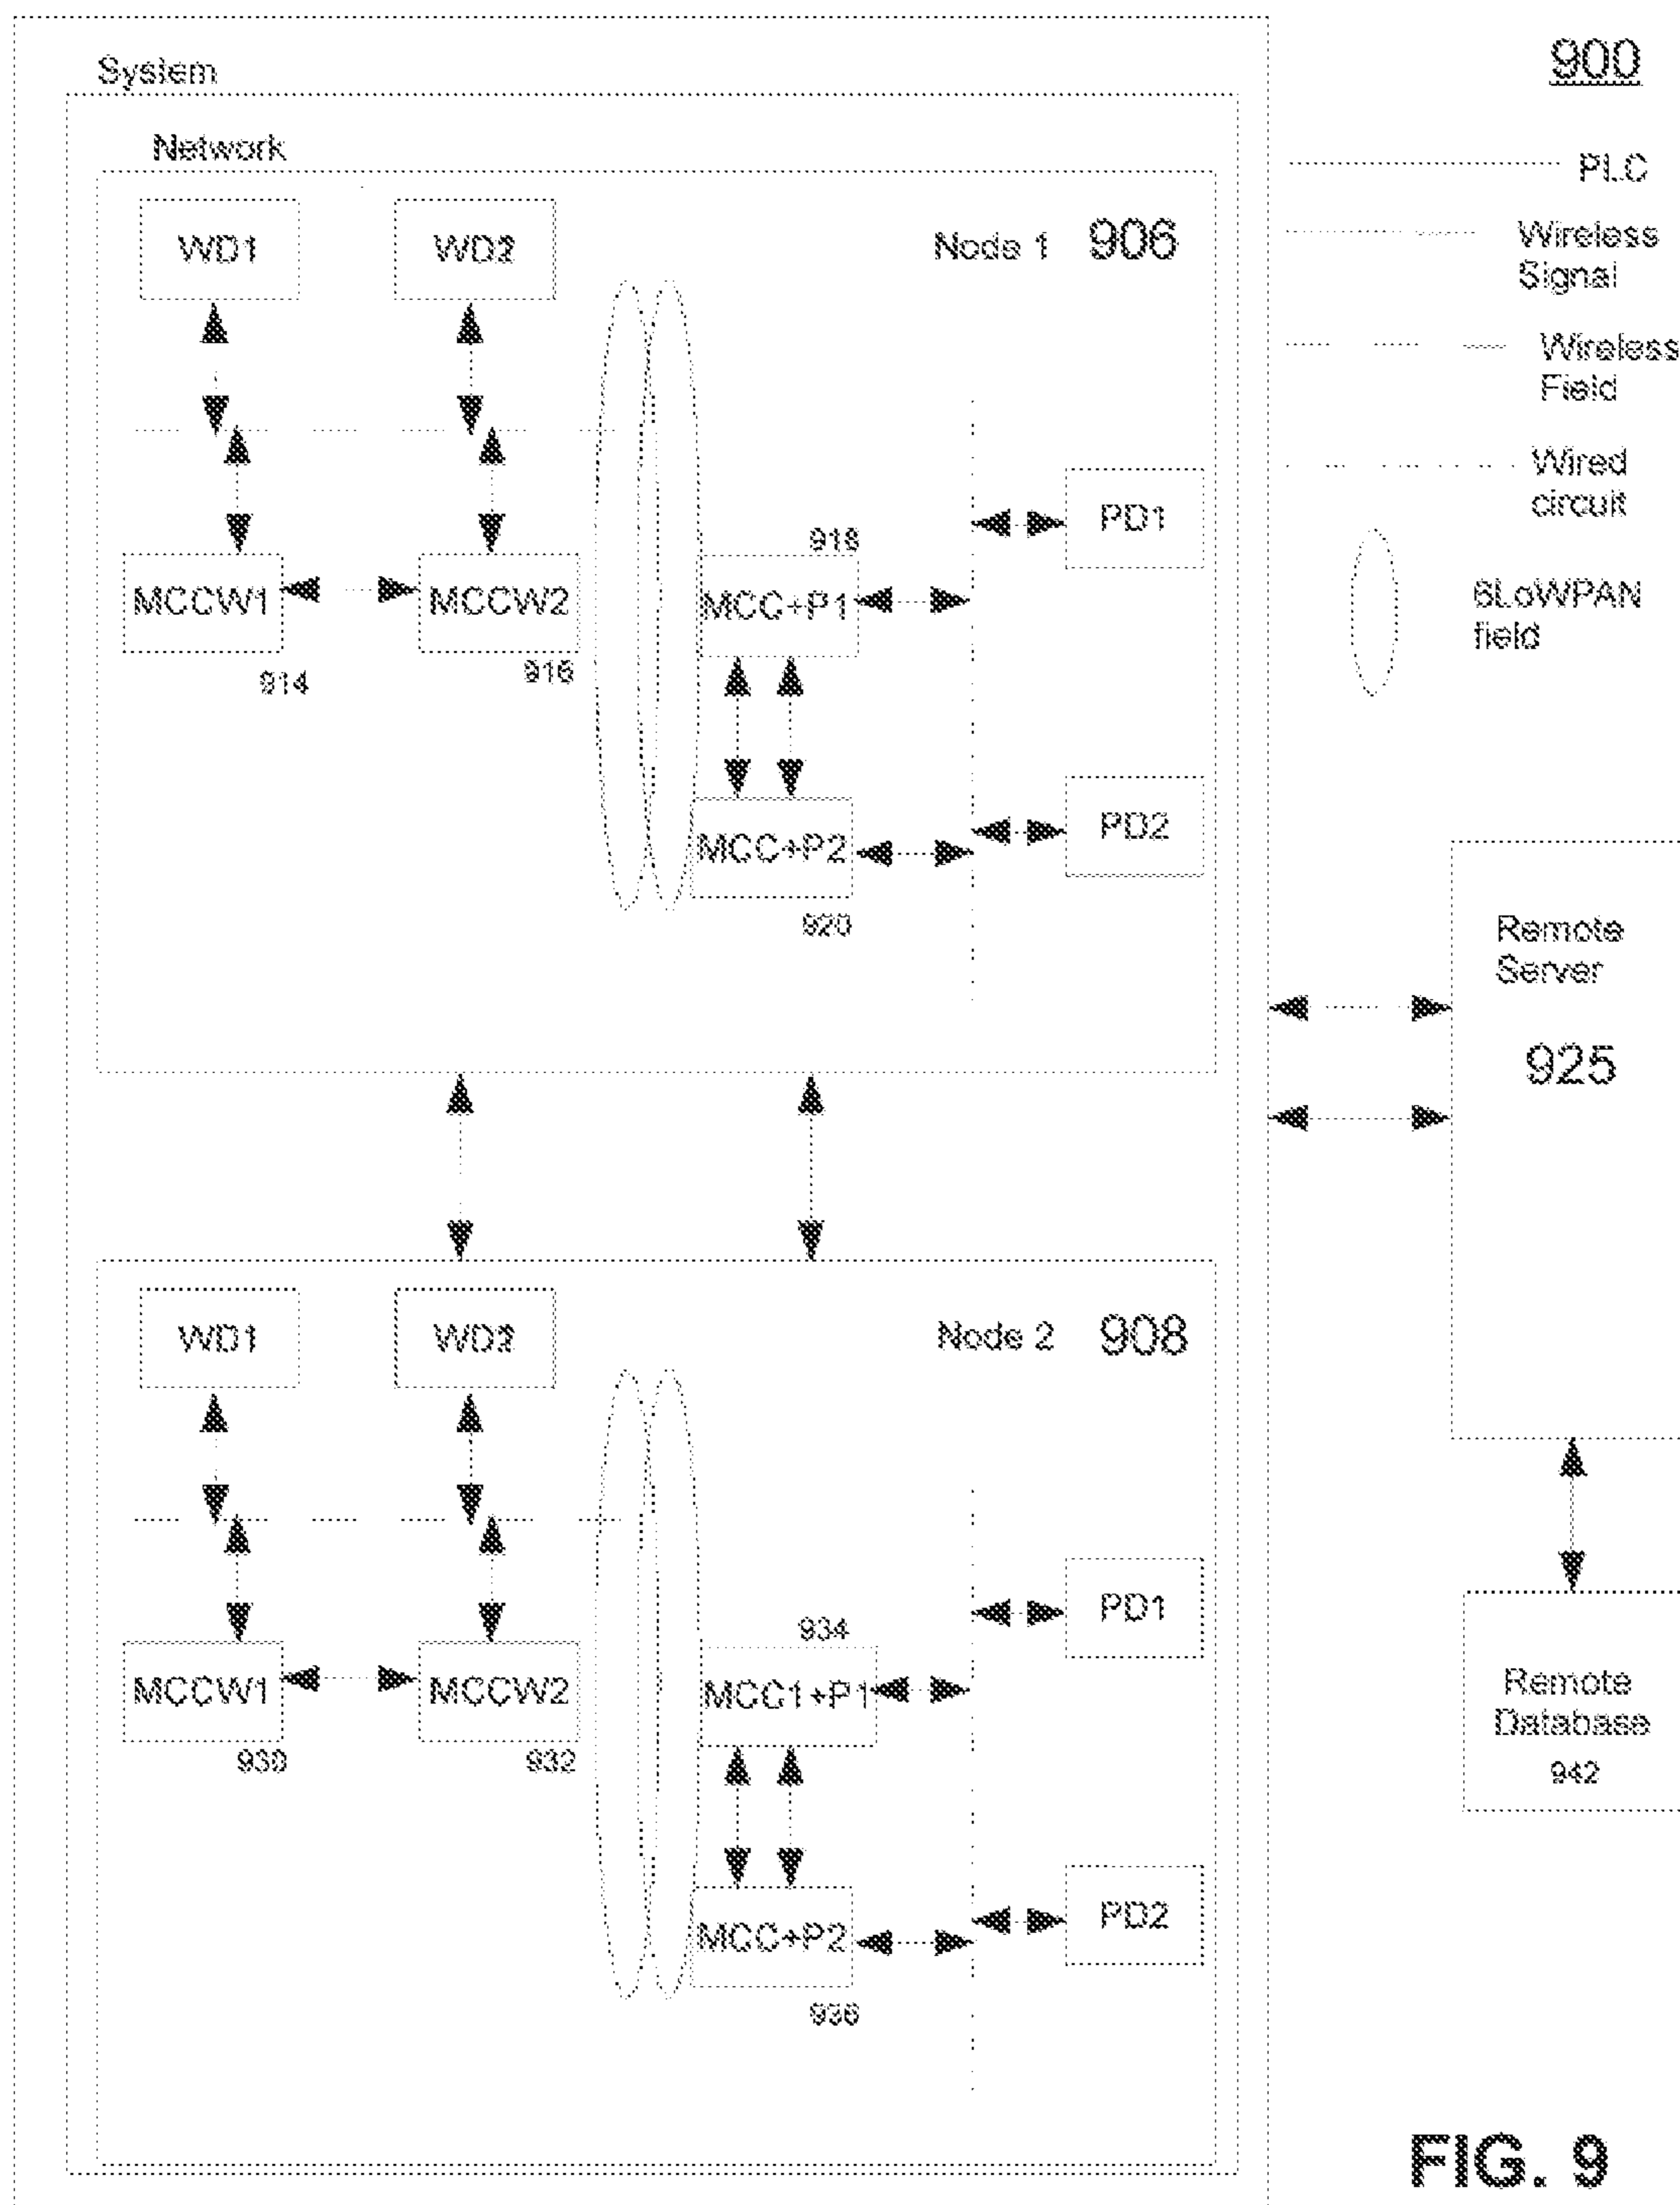 900
System
Network
PLC
Wireless
Signal
Wireless
Field
Wired
circuit
6LoWPAN
field
Node 1 906
WD1
WD2
MCCW1
914
MCCW2
916
918
MCC+P1
MCC+P2
920
PD1
PD2
Remote
Server
925
Node 2 908
WD1
WD2
MCCW1
930
MCCW2
932
934
MCC1+P1
MCC+P2
936
PD1
PD2
Remote
Database
942
FIG. 9